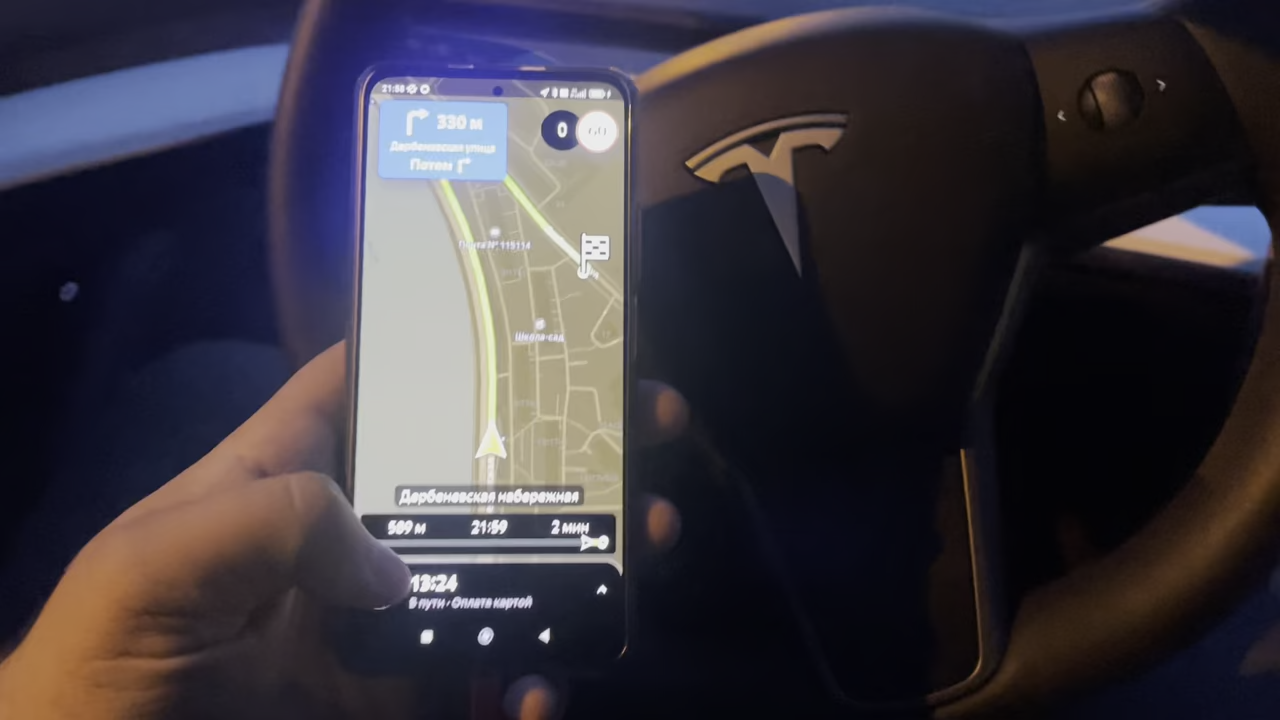 21:58
330 м
Дербеневская улица
Потом
0
60
Почта № 115114
Школа-сад
Дербеневская набережная
589 м 21:59 2 мин
13:24
В пути · Оплата картой